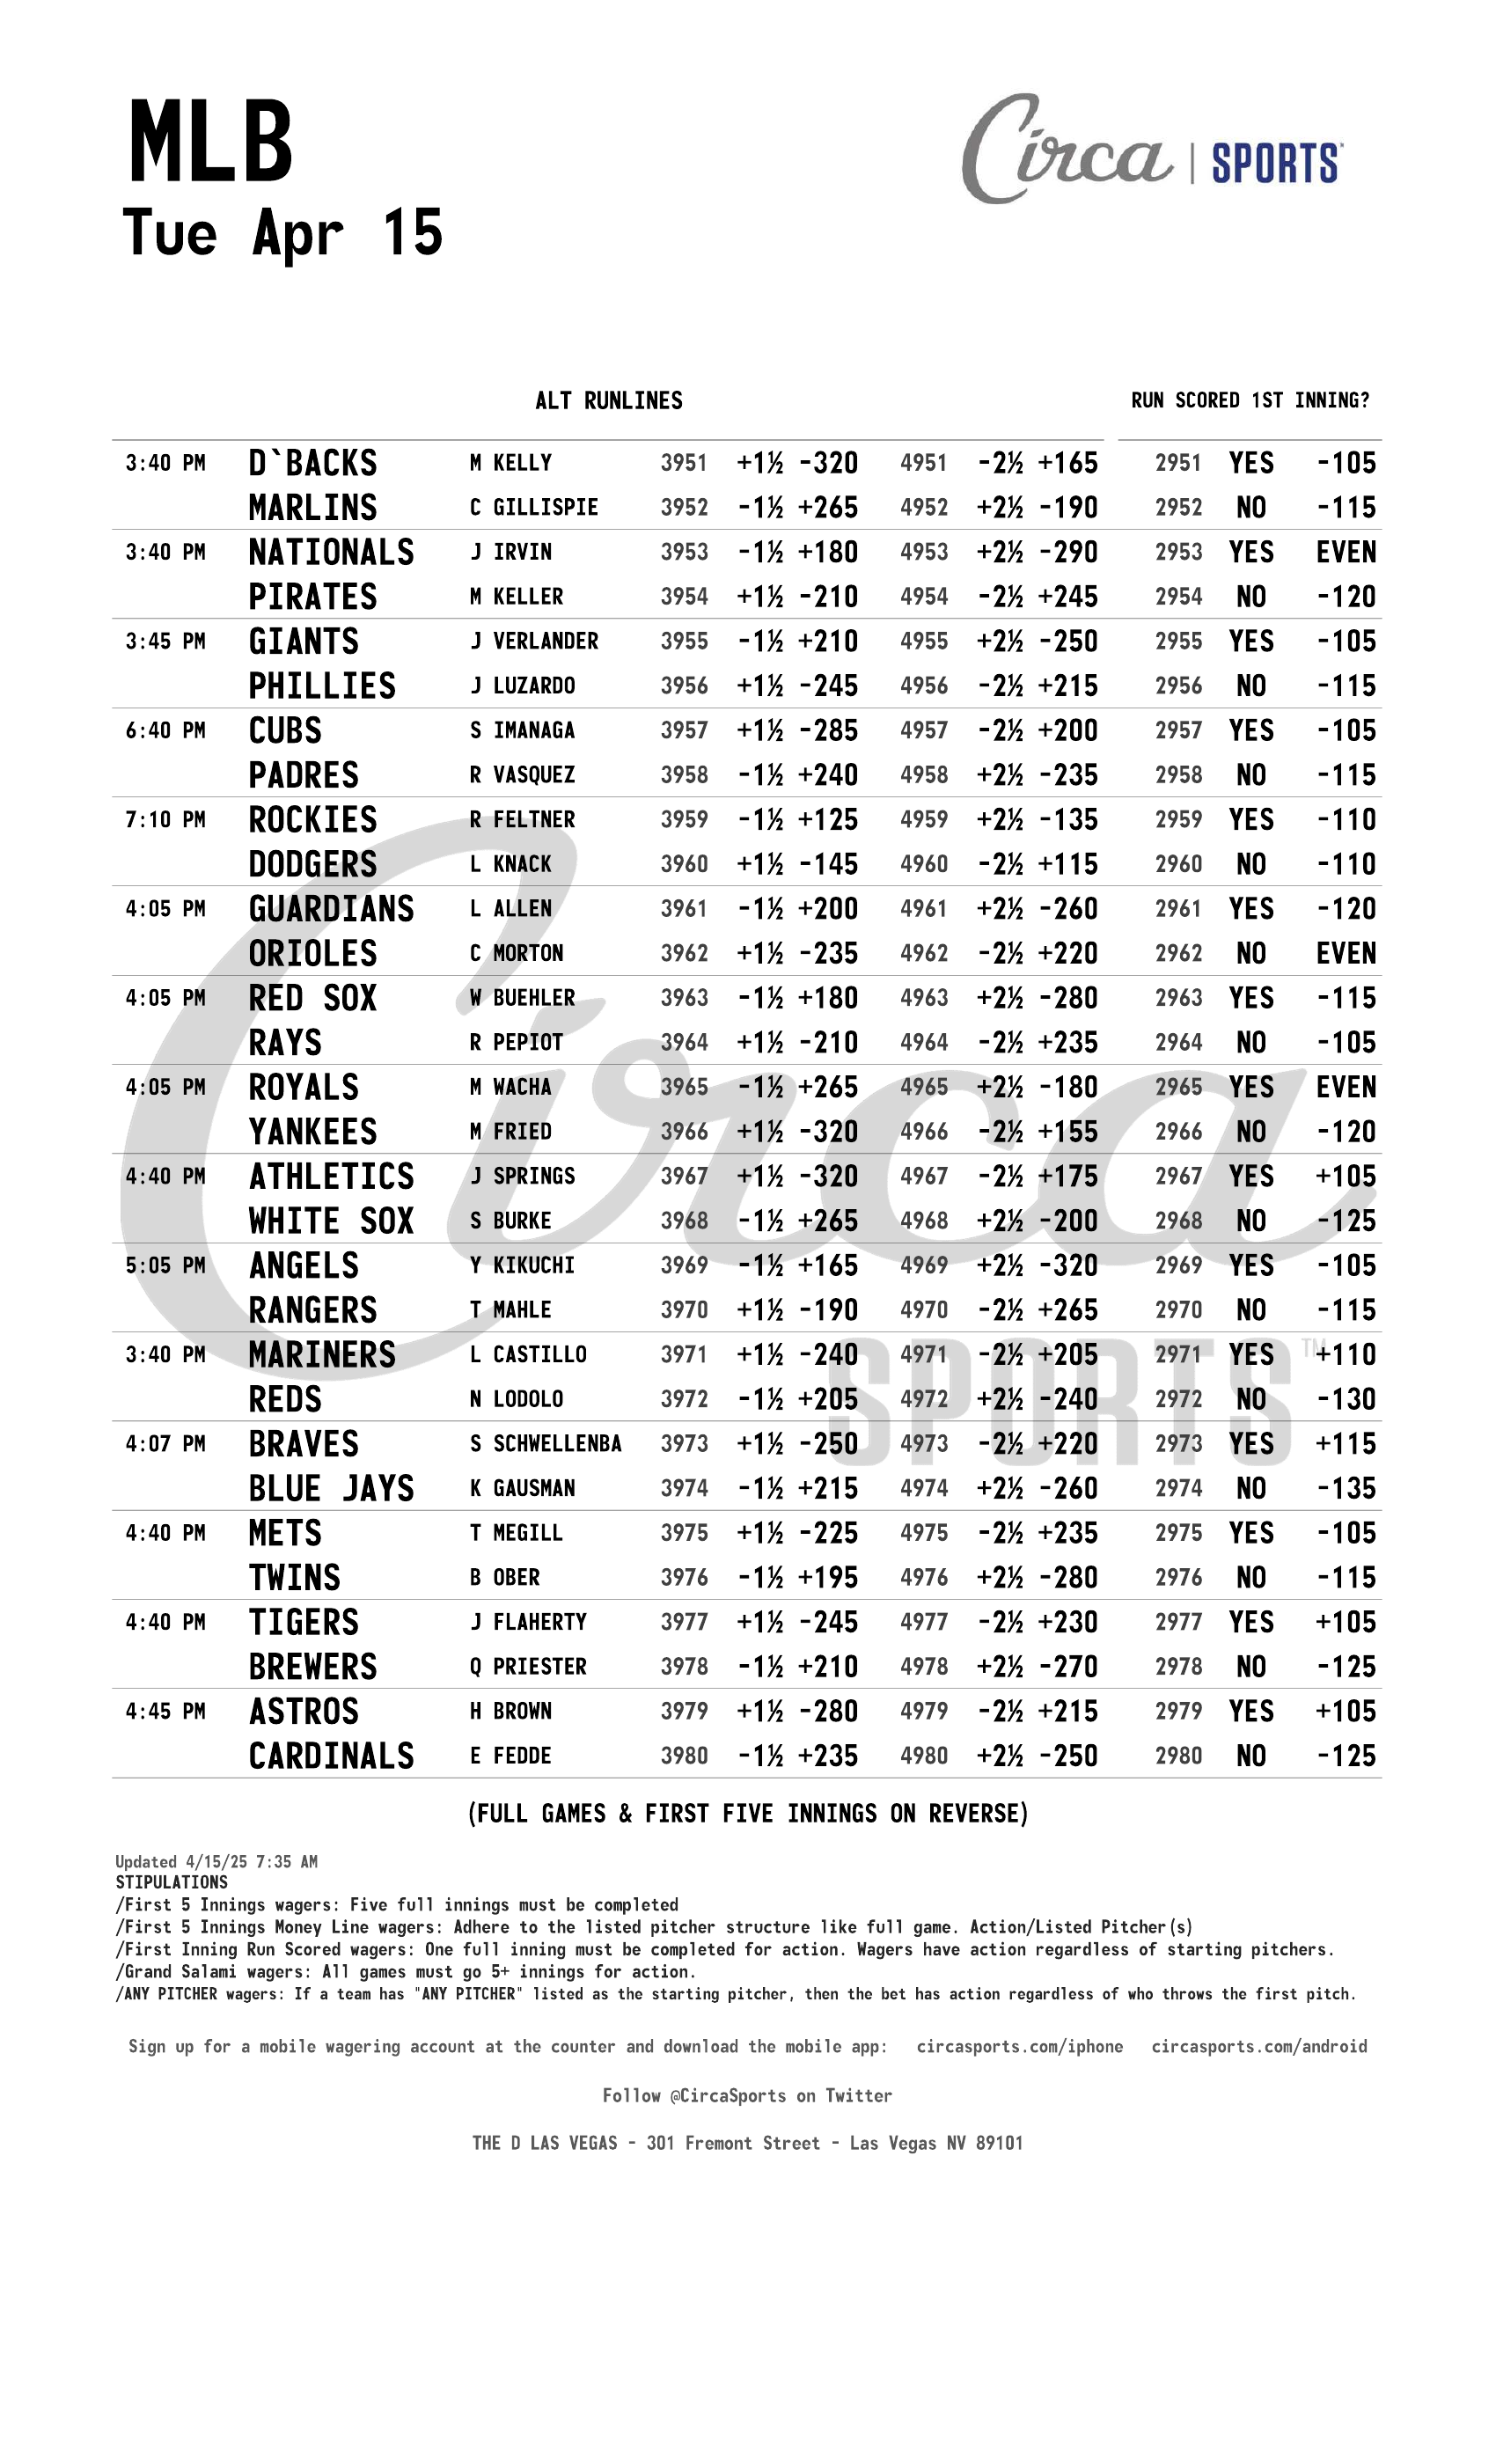 MLB
Circa | SPORTS
Tue Apr 15
ALT RUNLINES RUN SCORED 1ST INNING?
3:40 PM D`BACKS M KELLY 3951 +1½ -320 4951 -2½ +165 2951 YES -105
MARLINS C GILLISPIE 3952 -1½ +265 4952 +2½ -190 2952 NO -115
3:40 PM NATIONALS J IRVIN 3953 -1½ +180 4953 +2½ -290 2953 YES EVEN
PIRATES M KELLER 3954 +1½ -210 4954 -2½ +245 2954 NO -120
3:45 PM GIANTS J VERLANDER 3955 -1½ +210 4955 +2½ -250 2955 YES -105
PHILLIES J LUZARDO 3956 +1½ -245 4956 -2½ +215 2956 NO -115
6:40 PM CUBS S IMANAGA 3957 +1½ -285 4957 -2½ +200 2957 YES -105
PADRES R VASQUEZ 3958 -1½ +240 4958 +2½ -235 2958 NO -115
7:10 PM ROCKIES R FELTNER 3959 -1½ +125 4959 +2½ -135 2959 YES -110
DODGERS L KNACK 3960 +1½ -145 4960 -2½ +115 2960 NO -110
4:05 PM GUARDIANS L ALLEN 3961 -1½ +200 4961 +2½ -260 2961 YES -120
ORIOLES C MORTON 3962 +1½ -235 4962 -2½ +220 2962 NO EVEN
4:05 PM RED SOX W BUEHLER 3963 -1½ +180 4963 +2½ -280 2963 YES -115
RAYS R PEPIOT 3964 +1½ -210 4964 -2½ +235 2964 NO -105
4:05 PM ROYALS M WACHA 3965 -1½ +265 4965 +2½ -180 2965 YES EVEN
YANKEES M FRIED 3966 +1½ -320 4966 -2½ +155 2966 NO -120
4:40 PM ATHLETICS J SPRINGS 3967 +1½ -320 4967 -2½ +175 2967 YES +105
WHITE SOX S BURKE 3968 -1½ +265 4968 +2½ -200 2968 NO -125
5:05 PM ANGELS Y KIKUCHI 3969 -1½ +165 4969 +2½ -320 2969 YES -105
RANGERS T MAHLE 3970 +1½ -190 4970 -2½ +265 2970 NO -115
3:40 PM MARINERS L CASTILLO 3971 +1½ -240 4971 -2½ +205 2971 YES +110
REDS N LODOLO 3972 -1½ +205 4972 +2½ -240 2972 NO -130
4:07 PM BRAVES S SCHWELLENBA 3973 +1½ -250 4973 -2½ +220 2973 YES +115
BLUE JAYS K GAUSMAN 3974 -1½ +215 4974 +2½ -260 2974 NO -135
4:40 PM METS T MEGILL 3975 +1½ -225 4975 -2½ +235 2975 YES -105
TWINS B OBER 3976 -1½ +195 4976 +2½ -280 2976 NO -115
4:40 PM TIGERS J FLAHERTY 3977 +1½ -245 4977 -2½ +230 2977 YES +105
BREWERS Q PRIESTER 3978 -1½ +210 4978 +2½ -270 2978 NO -125
4:45 PM ASTROS H BROWN 3979 +1½ -280 4979 -2½ +215 2979 YES +105
CARDINALS E FEDDE 3980 -1½ +235 4980 +2½ -250 2980 NO -125
Circa
SPORTS™
(FULL GAMES & FIRST FIVE INNINGS ON REVERSE)
Updated 4/15/25 7:35 AM
STIPULATIONS
/First 5 Innings wagers: Five full innings must be completed
/First 5 Innings Money Line wagers: Adhere to the listed pitcher structure like full game. Action/Listed Pitcher(s)
/First Inning Run Scored wagers: One full inning must be completed for action. Wagers have action regardless of starting pitchers.
/Grand Salami wagers: All games must go 5+ innings for action.
/ANY PITCHER wagers: If a team has "ANY PITCHER" listed as the starting pitcher, then the bet has action regardless of who throws the first pitch.
Sign up for a mobile wagering account at the counter and download the mobile app: circasports.com/iphone circasports.com/android
Follow @CircaSports on Twitter
THE D LAS VEGAS - 301 Fremont Street - Las Vegas NV 89101